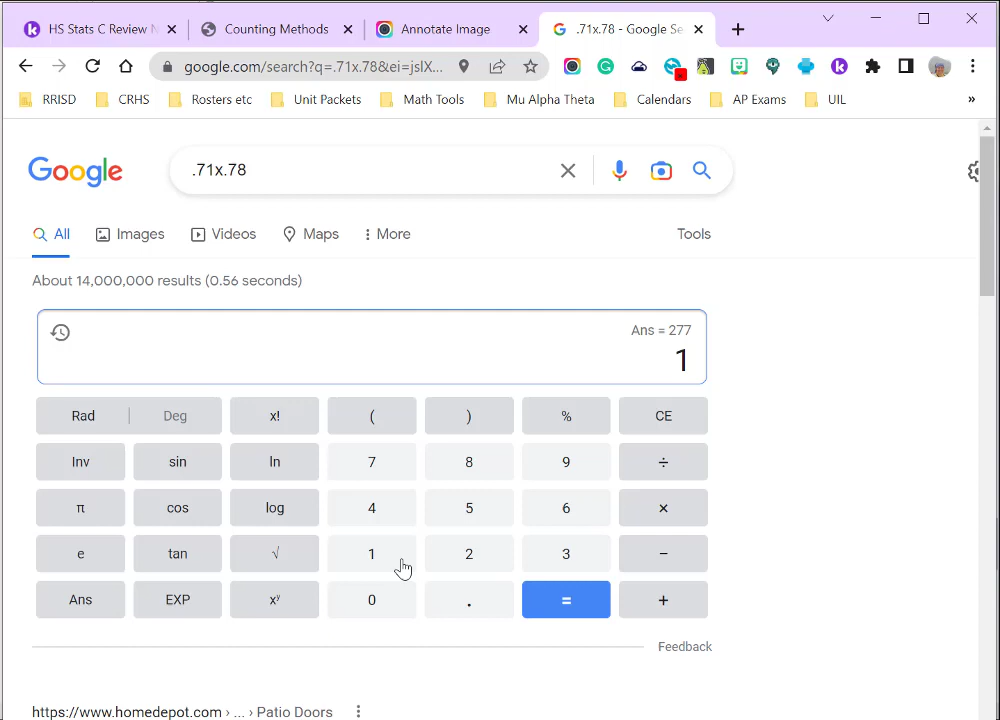 HS Stats C Review N
Counting Methods
Annotate Image
.71x.78 - Google Se
google.com/search?q=.71x.78&ei=jsIX...
RRISD
CRHS
Rosters etc
Unit Packets
Math Tools
Mu Alpha Theta
Calendars
AP Exams
UIL
»
Google
.71x.78
All
Images
Videos
Maps
More
Tools
About 14,000,000 results (0.56 seconds)
Ans = 277
1
Rad | Deg x! ( ) % CE
Inv sin ln 7 8 9 ÷
π cos log 4 5 6 ×
e tan √ 1 2 3 −
Ans EXP xʸ 0 . = +
Feedback
https://www.homedepot.com › ... › Patio Doors